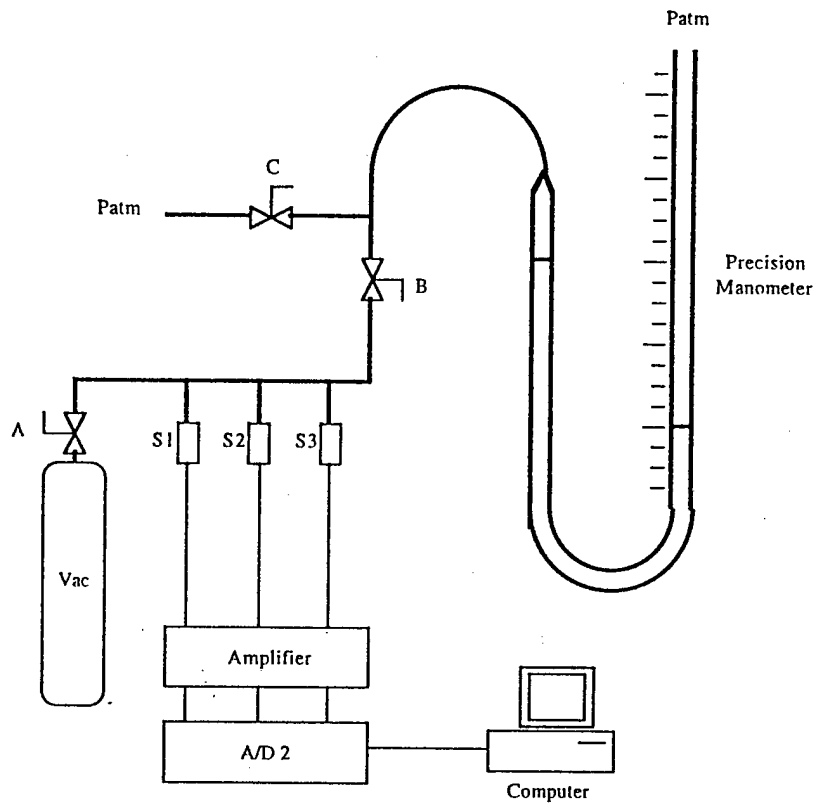 Patm
C
Patm
Precision
Manometer
B
A
S1
S2
S3
Vac
Amplifier
A/D 2
Computer